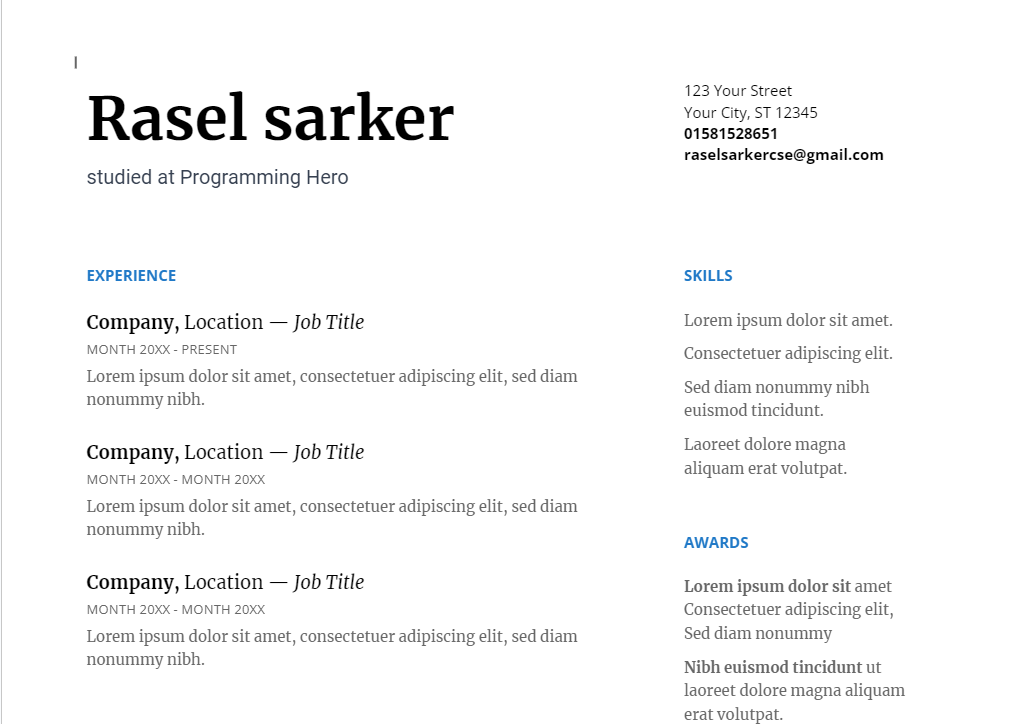 Rasel sarker
studied at Programming Hero
123 Your Street
Your City, ST 12345
01581528651
raselsarkercse@gmail.com
EXPERIENCE
Company, Location — Job Title
MONTH 20XX - PRESENT
Lorem ipsum dolor sit amet, consectetuer adipiscing elit, sed diam
nonummy nibh.
Company, Location — Job Title
MONTH 20XX - MONTH 20XX
Lorem ipsum dolor sit amet, consectetuer adipiscing elit, sed diam
nonummy nibh.
Company, Location — Job Title
MONTH 20XX - MONTH 20XX
Lorem ipsum dolor sit amet, consectetuer adipiscing elit, sed diam
nonummy nibh.
SKILLS
Lorem ipsum dolor sit amet.
Consectetuer adipiscing elit.
Sed diam nonummy nibh
euismod tincidunt.
Laoreet dolore magna
aliquam erat volutpat.
AWARDS
Lorem ipsum dolor sit amet
Consectetuer adipiscing elit,
Sed diam nonummy
Nibh euismod tincidunt ut
laoreet dolore magna aliquam
erat volutpat.